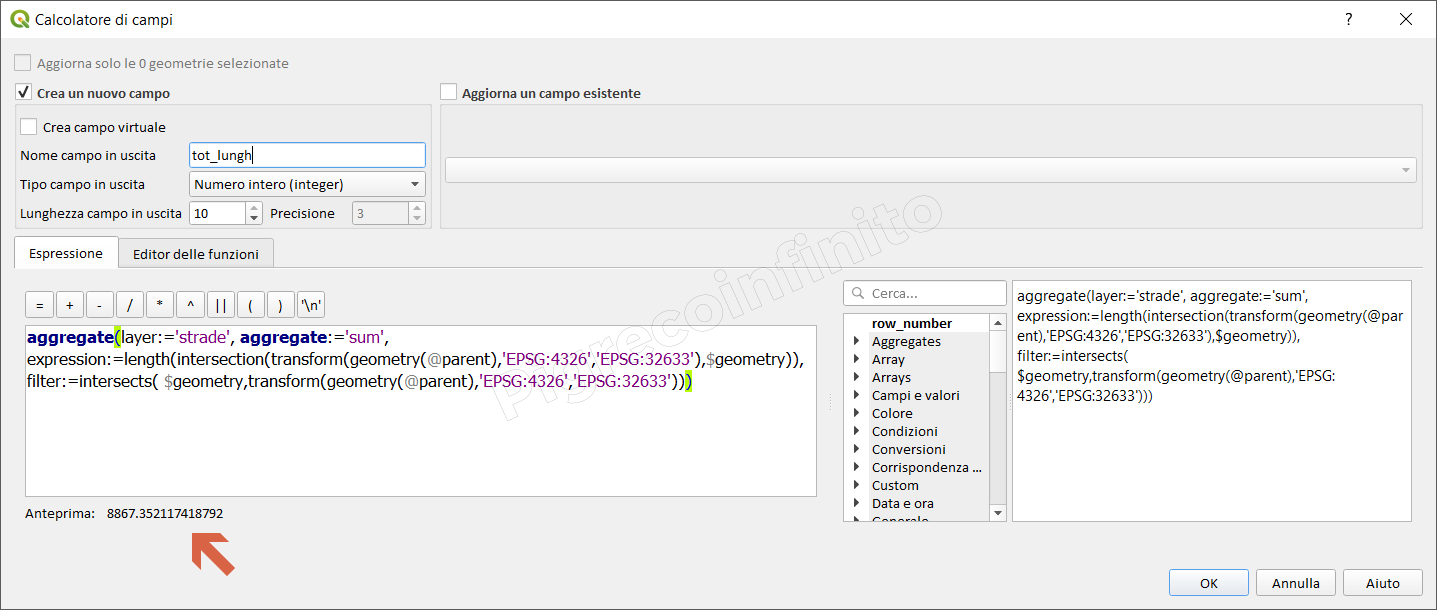 Calcolatore di campi
?
Aggiorna solo le 0 geometrie selezionate
Crea un nuovo campo
Aggiorna un campo esistente
Crea campo virtuale
Nome campo in uscita tot_lungh
Tipo campo in uscita Numero intero (integer)
Lunghezza campo in uscita 10 Precisione 3
Espressione Editor delle funzioni
= + - / * ^ || ( ) '\n'
aggregate(layer:='strade', aggregate:='sum',
expression:=length(intersection(transform(geometry(@parent),'EPSG:4326','EPSG:32633'),$geometry)),
filter:=intersects( $geometry,transform(geometry(@parent),'EPSG:4326','EPSG:32633')))
Anteprima: 8867.352117418792
Cerca...
row_number
Aggregates
Array
Arrays
Campi e valori
Colore
Condizioni
Conversioni
Corrispondenza ...
Custom
Data e ora
Generale
aggregate(layer:='strade', aggregate:='sum',
expression:=length(intersection(transform(geometry(@par
ent),'EPSG:4326','EPSG:32633'),$geometry)),
filter:=intersects(
$geometry,transform(geometry(@parent),'EPSG:
4326','EPSG:32633')))
Pigrecoinfinito
OK Annulla Aiuto